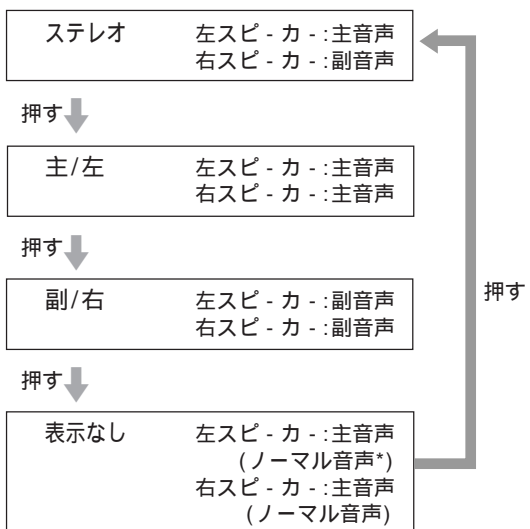 ステレオ 左スピ - カ - :主音声
右スピ - カ - :副音声
押す
主/左 左スピ - カ - :主音声
右スピ - カ - :主音声
押す
副/右 左スピ - カ - :副音声
右スピ - カ - :副音声
押す
押す
表示なし 左スピ - カ - :主音声
(ノーマル音声*)
右スピ - カ - :主音声
(ノーマル音声)